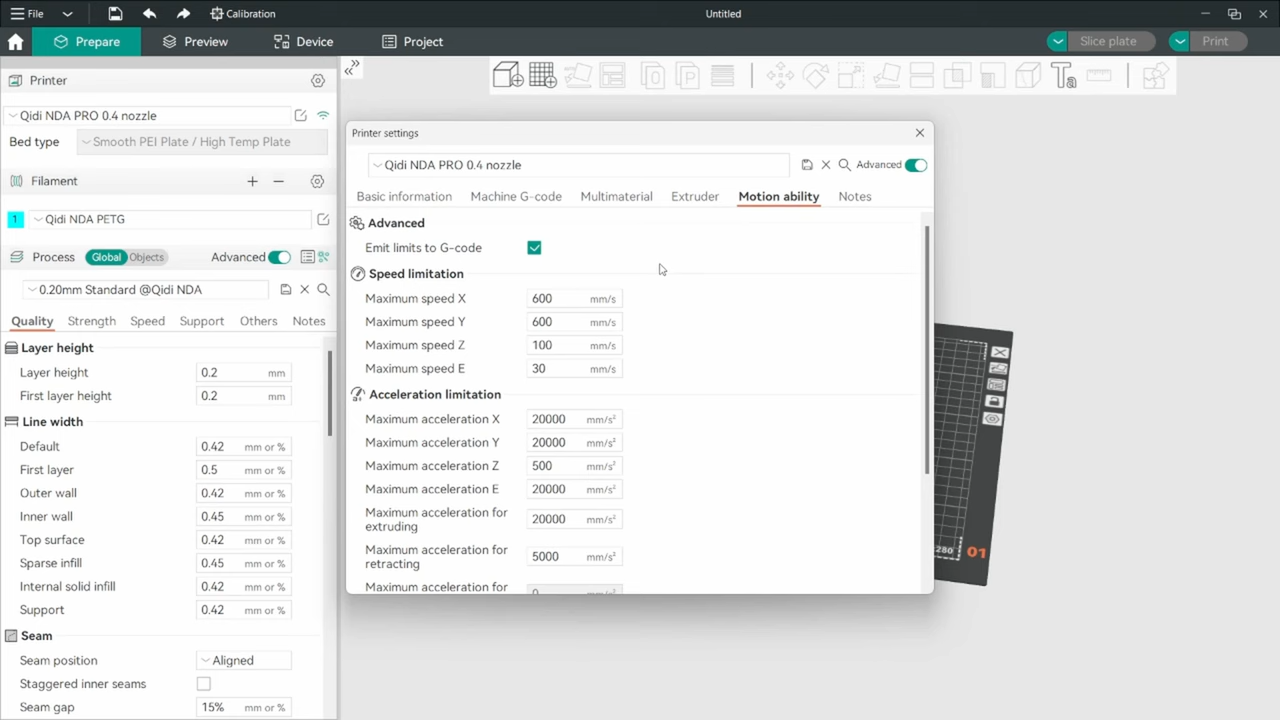 File Calibration Untitled
Prepare Preview Device Project Slice plate Print
Printer
Qidi NDA PRO 0.4 nozzle
Bed type Smooth PEI Plate / High Temp Plate
Filament
1 Qidi NDA PETG
Process Global Objects Advanced
0.20mm Standard @Qidi NDA
Quality Strength Speed Support Others Notes
Layer height
Layer height 0.2 mm
First layer height 0.2 mm
Line width
Default 0.42 mm or %
First layer 0.5 mm or %
Outer wall 0.42 mm or %
Inner wall 0.45 mm or %
Top surface 0.42 mm or %
Sparse infill 0.45 mm or %
Internal solid infill 0.42 mm or %
Support 0.42 mm or %
Seam
Seam position Aligned
Staggered inner seams
Seam gap 15% mm or %
Printer settings
Qidi NDA PRO 0.4 nozzle Advanced
Basic information Machine G-code Multimaterial Extruder Motion ability Notes
Advanced
Emit limits to G-code
Speed limitation
Maximum speed X 600 mm/s
Maximum speed Y 600 mm/s
Maximum speed Z 100 mm/s
Maximum speed E 30 mm/s
Acceleration limitation
Maximum acceleration X 20000 mm/s²
Maximum acceleration Y 20000 mm/s²
Maximum acceleration Z 500 mm/s²
Maximum acceleration E 20000 mm/s²
Maximum acceleration for
extruding 20000 mm/s²
Maximum acceleration for
retracting 5000 mm/s²
Maximum acceleration for 0 mm/s²
280 01